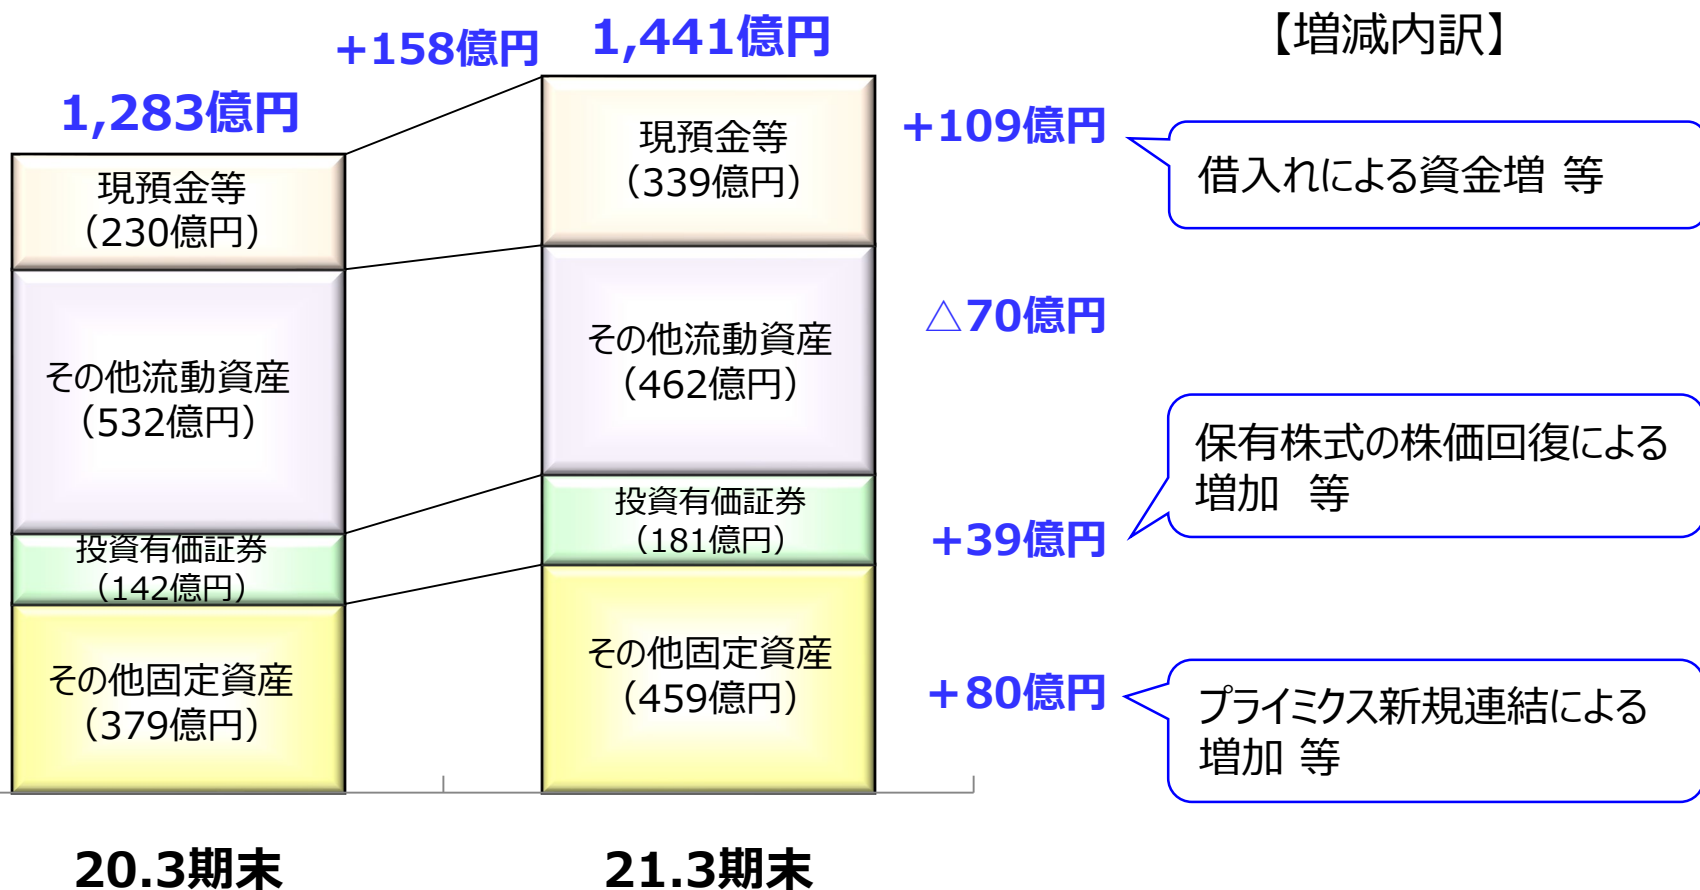 +158億円
1,441億円
【増減内訳】
1,283億円
現預金等
（230億円）
その他流動資産
（532億円）
投資有価証券
（142億円）
その他固定資産
（379億円）
20.3期末
現預金等
（339億円）
その他流動資産
（462億円）
投資有価証券
（181億円）
その他固定資産
（459億円）
21.3期末
+109億円
借入れによる資金増 等
△70億円
+39億円
保有株式の株価回復による
増加　等
+80億円
プライミクス新規連結による
増加 等